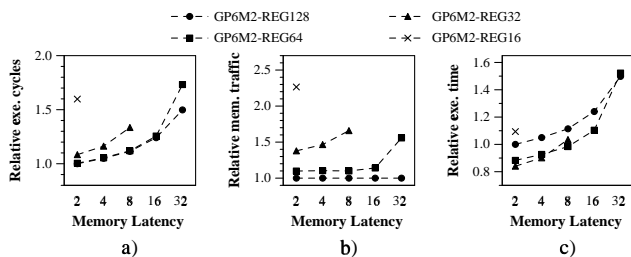 GP6M2-REG128
GP6M2-REG32
GP6M2-REG64
GP6M2-REG16
Relative exe. cycles
2.0
1.5
1.0
2 4 8 16 32
Memory Latency
a)
Relative mem. traffic
2.5
2.0
1.5
1.0
2 4 8 16 32
Memory Latency
b)
Relative exe. time
1.6
1.4
1.2
1.0
0.8
2 4 8 16 32
Memory Latency
c)